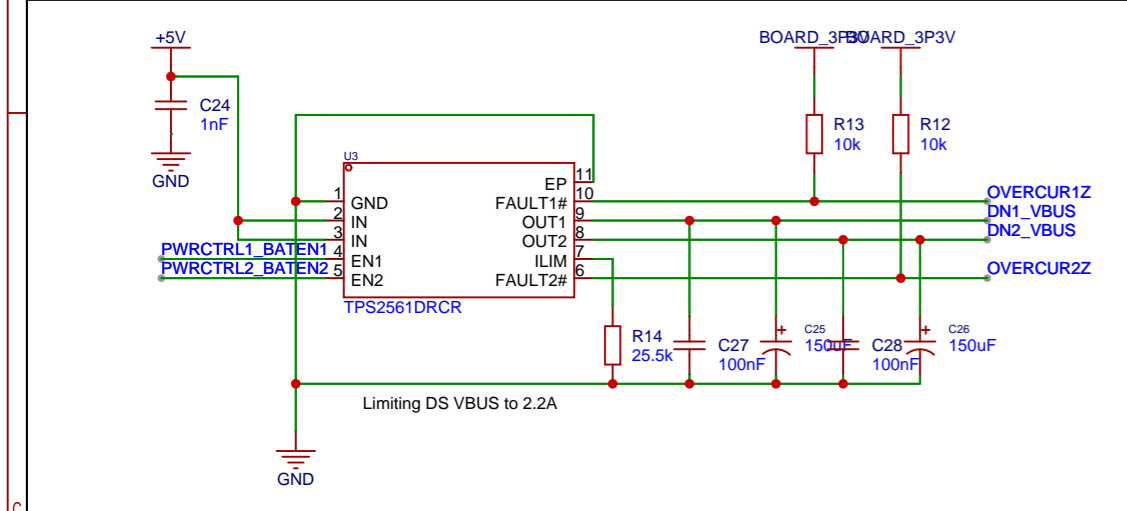 +5V
BOARD_3P3V
BOARD_3P3V
C24
1nF
GND
R13
10k
R12
10k
U3
1
GND
2
IN
3
IN
4
EN1
5
EN2
EP
11
FAULT1#
10
OUT1
9
OUT2
8
ILIM
7
FAULT2#
6
TPS2561DRCR
PWRCTRL1_BATEN1
PWRCTRL2_BATEN2
OVERCUR1Z
DN1_VBUS
DN2_VBUS
OVERCUR2Z
R14
25.5k
C27
100nF
+
C25
150uF
C28
100nF
+
C26
150uF
Limiting DS VBUS to 2.2A
GND
C